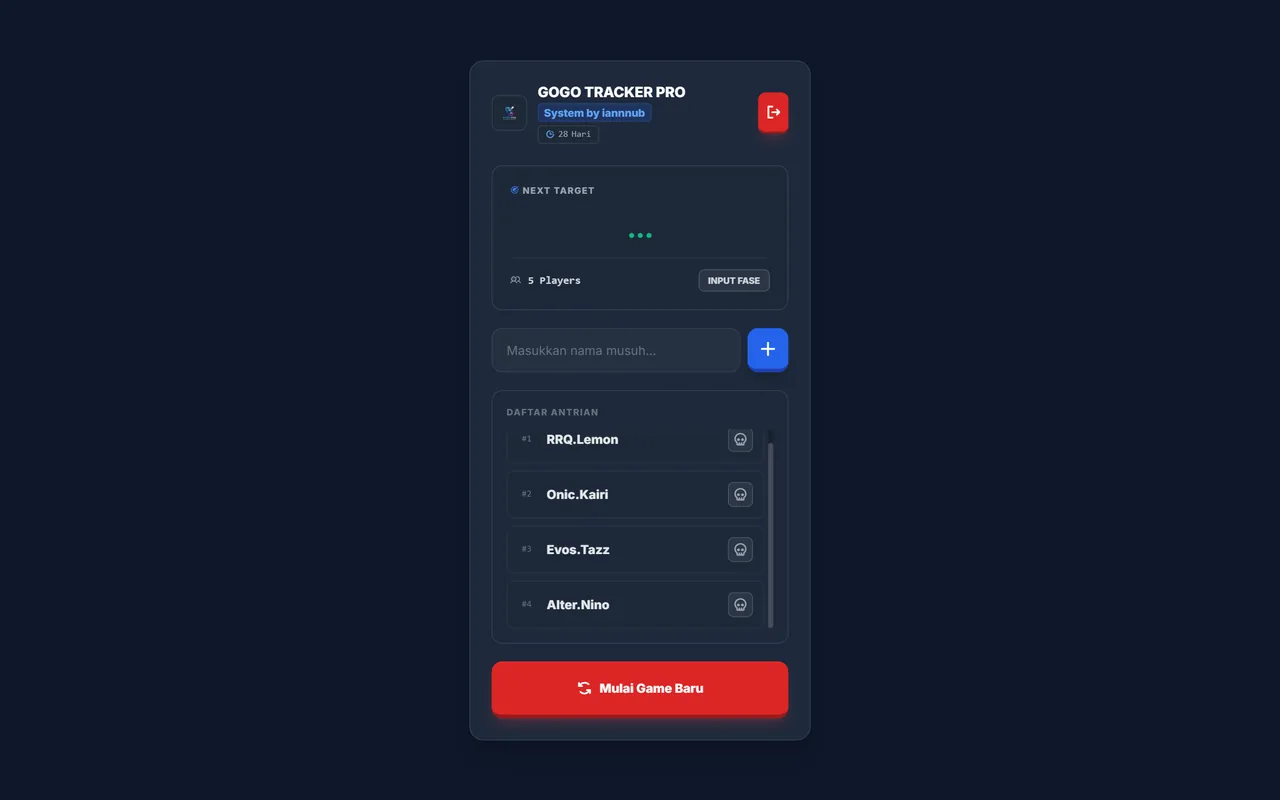 GOGO TRACKER PRO
System by iannnub
28 Hari
NEXT TARGET
...
5 Players
INPUT FASE
Masukkan nama musuh...
DAFTAR ANTRIAN
#1 RRQ.Lemon
#2 Onic.Kairi
#3 Evos.Tazz
#4 Alter.Nino
Mulai Game Baru